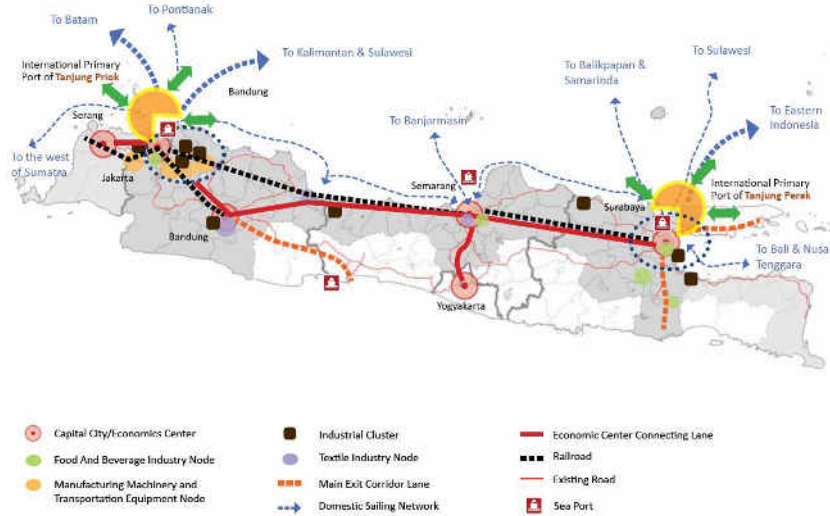 To Batam
To Pontianak
International Primary
Port of Tanjung Priok
To Kalimantan & Sulawesi
Bandung
Serang
To the west
of Sumatra
Jakarta
Bandung
To Banjarmasin
Semarang
Yogyakarta
To Balikpapan &
Samarinda
To Sulawesi
To Eastern
Indonesia
Surabaya
International Primary
Port of Tanjung Perak
To Bali & Nusa
Tenggara
Capital City/Economics Center
Food And Beverage Industry Node
Manufacturing Machinery and
Transportation Equipment Node
Industrial Cluster
Textile Industry Node
Main Exit Corridor Lane
Domestic Sailing Network
Economic Center Connecting Lane
Railroad
Existing Road
Sea Port